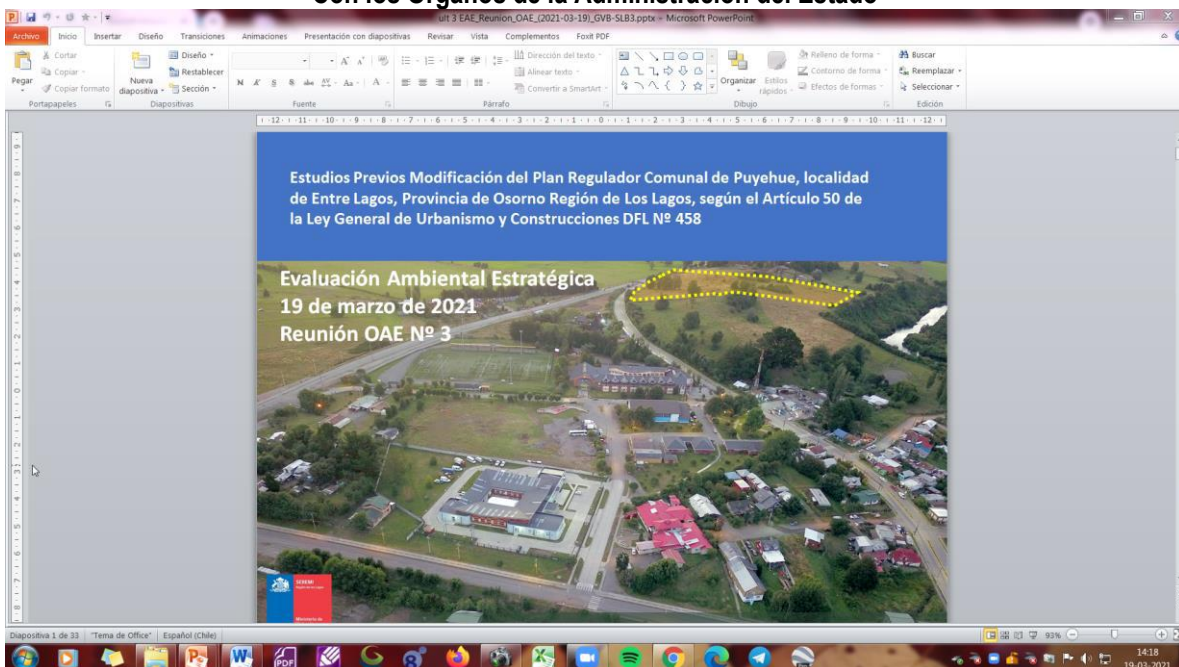 Con los Órganos de la Administración del Estado
ult 3 EAE_Reunion_OAE_(2021-03-19)_GVB-SLB3.pptx - Microsoft PowerPoint
Archivo Inicio Insertar Diseño Transiciones Animaciones Presentación con diapositivas Revisar Vista Complementos Foxit PDF
Pegar
Cortar
Copiar
Copiar formato
Portapapeles
Nueva diapositiva
Diseño
Restablecer
Sección
Diapositivas
Fuente
Dirección del texto
Alinear texto
Convertir a SmartArt
Párrafo
Organizar
Estilos rápidos
Relleno de forma
Contorno de forma
Efectos de formas
Dibujo
Buscar
Reemplazar
Seleccionar
Edición
Estudios Previos Modificación del Plan Regulador Comunal de Puyehue, localidad
de Entre Lagos, Provincia de Osorno Región de Los Lagos, según el Artículo 50 de
la Ley General de Urbanismo y Construcciones DFL Nº 458
Evaluación Ambiental Estratégica
19 de marzo de 2021
Reunión OAE Nº 3
SEREMI
Diapositiva 1 de 33 "Tema de Office" Español (Chile) 93%
14:18
19-03-2021